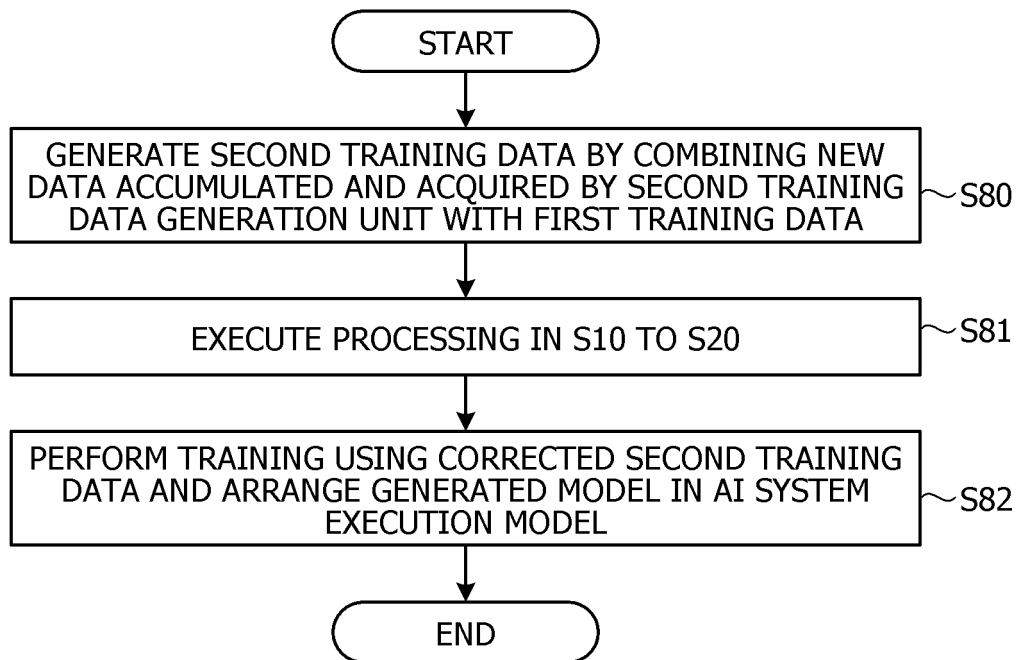 START
GENERATE SECOND TRAINING DATA BY COMBINING NEW
DATA ACCUMULATED AND ACQUIRED BY SECOND TRAINING
DATA GENERATION UNIT WITH FIRST TRAINING DATA
S80
EXECUTE PROCESSING IN S10 TO S20
S81
PERFORM TRAINING USING CORRECTED SECOND TRAINING
DATA AND ARRANGE GENERATED MODEL IN AI SYSTEM
EXECUTION MODEL
S82
END